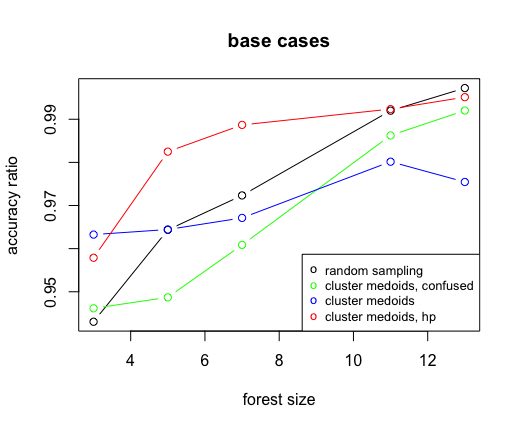 base cases
accuracy ratio
0.99
0.97
0.95
random sampling
cluster medoids, confused
cluster medoids
cluster medoids, hp
4 6 8 10 12
forest size